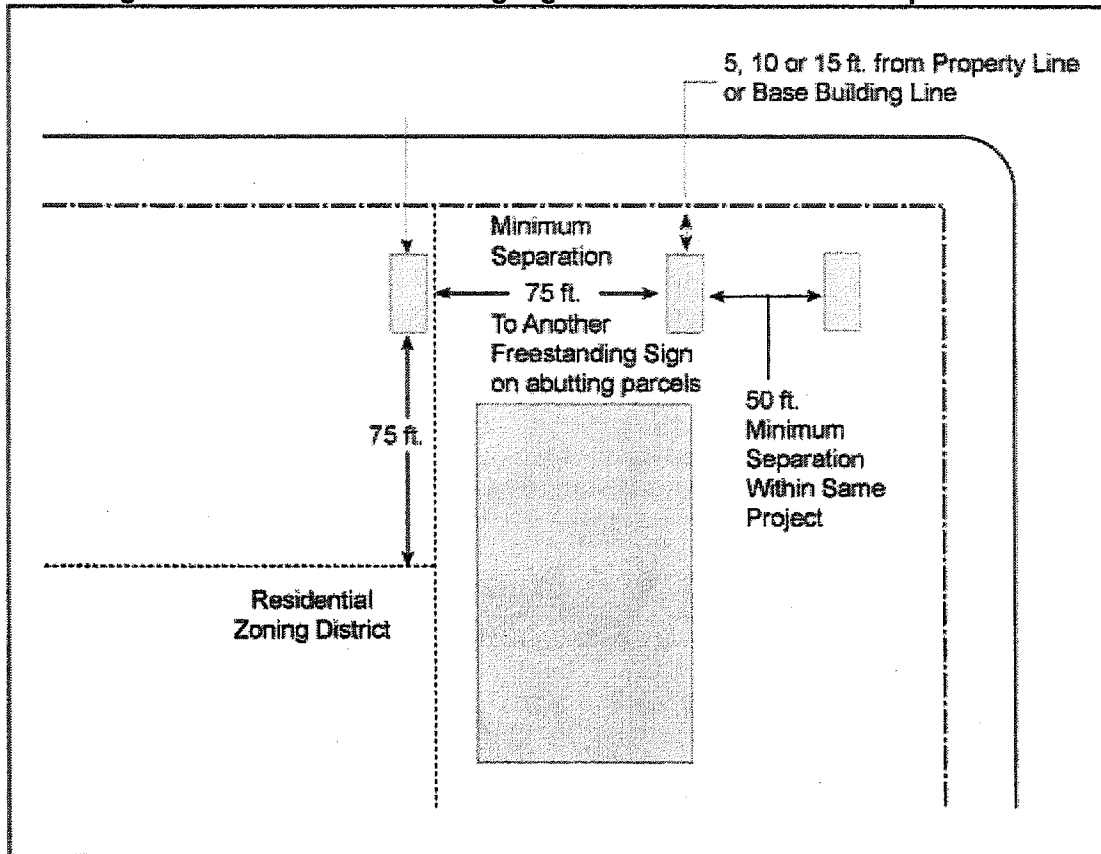 5, 10 or 15 ft. from Property Line
or Base Building Line
Minimum
Separation
75 ft.
To Another
Freestanding Sign
on abutting parcels
75 ft.
50 ft.
Minimum
Separation
Within Same
Project
Residential
Zoning District